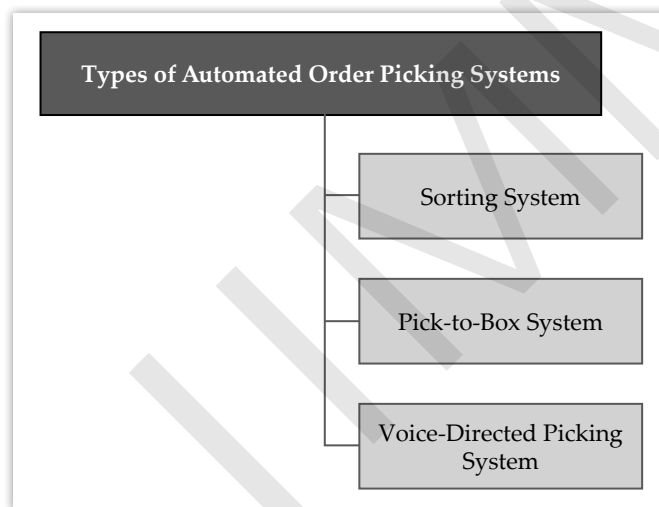 Types of Automated Order Picking Systems
Sorting System
Pick-to-Box System
Voice-Directed Picking
System